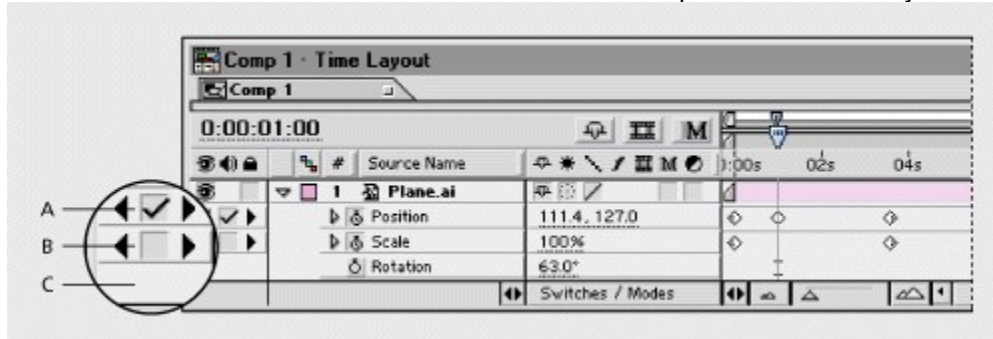 Comp 1 · Time Layout
Comp 1
0:00:01:00
M
# Source Name M 0:00s 02s 04s
1 Plane.ai
A Position 111.4, 127.0
B Scale 100%
C Rotation 63.0°
Switches / Modes